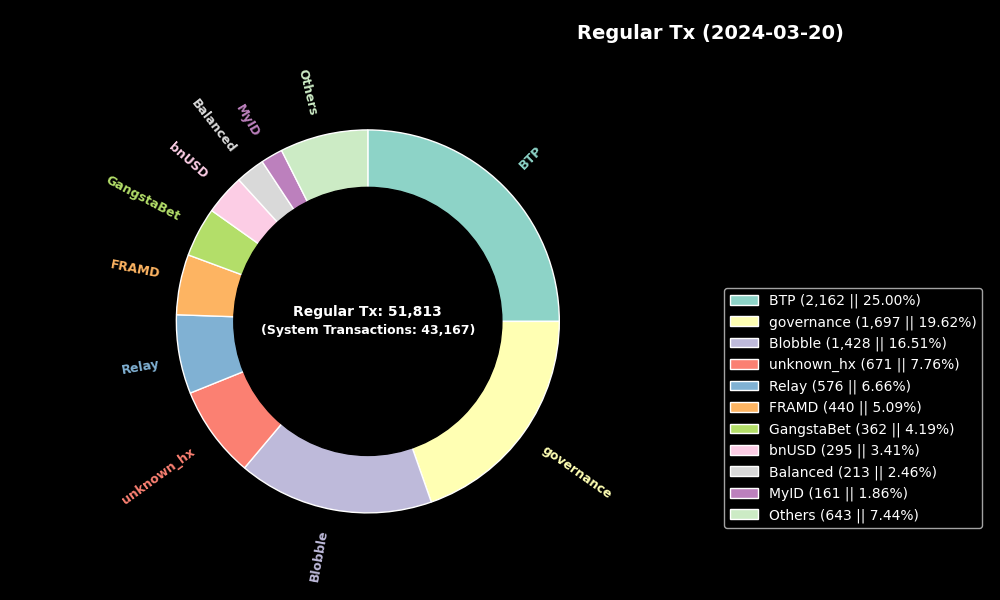 Regular Tx (2024-03-20)
Others
MyID
Balanced
bnUSD
GangstaBet
FRAMD
Relay
unknown_hx
Blobble
governance
BTP
Regular Tx: 51,813
(System Transactions: 43,167)
BTP (2,162 || 25.00%)
governance (1,697 || 19.62%)
Blobble (1,428 || 16.51%)
unknown_hx (671 || 7.76%)
Relay (576 || 6.66%)
FRAMD (440 || 5.09%)
GangstaBet (362 || 4.19%)
bnUSD (295 || 3.41%)
Balanced (213 || 2.46%)
MyID (161 || 1.86%)
Others (643 || 7.44%)